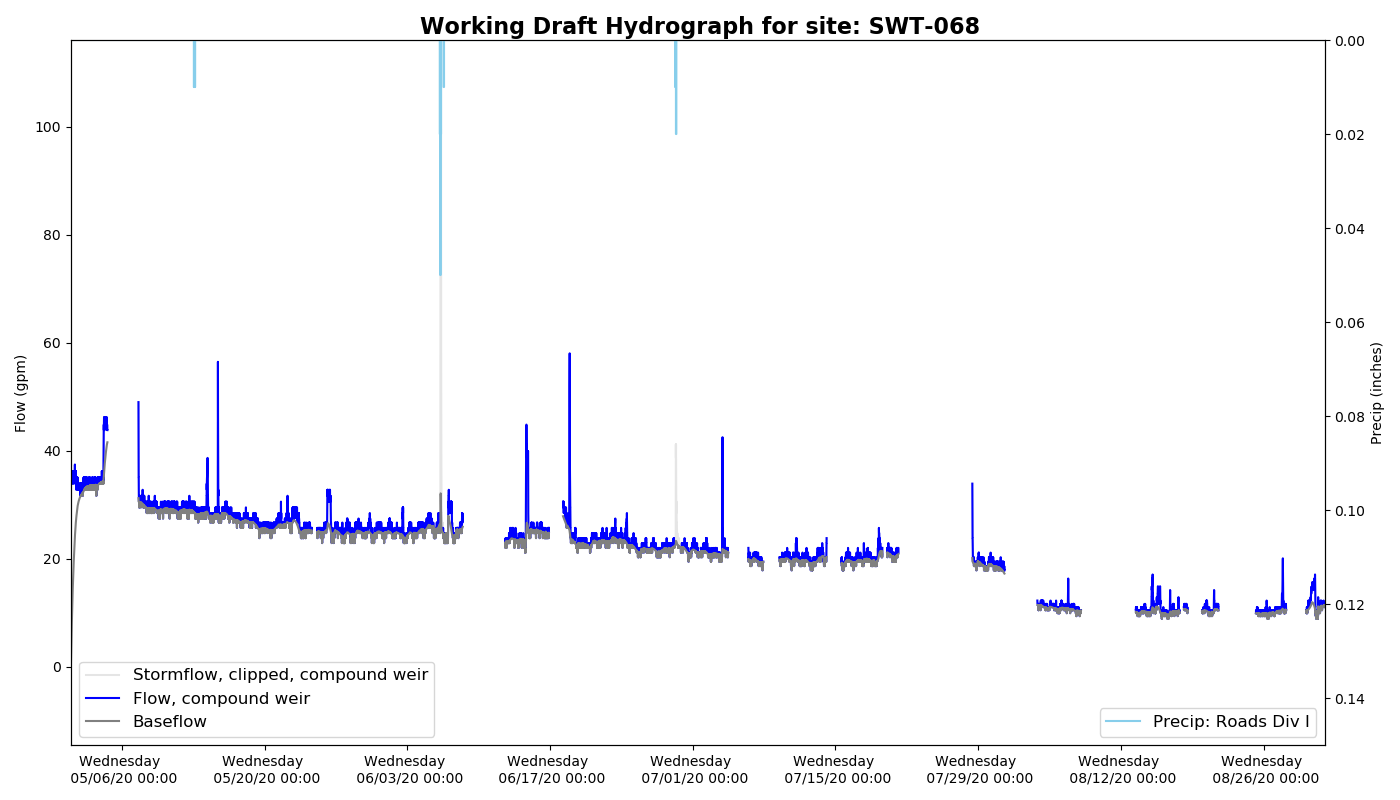 Working Draft Hydrograph for site: SWT-068
100
80
60
40
20
0
Flow (gpm)
0.00
0.02
0.04
0.06
0.08
0.10
0.12
0.14
Precip (inches)
Stormflow, clipped, compound weir
Flow, compound weir
Baseflow
Precip: Roads Div I
Wednesday
05/06/20 00:00
Wednesday
05/20/20 00:00
Wednesday
06/03/20 00:00
Wednesday
06/17/20 00:00
Wednesday
07/01/20 00:00
Wednesday
07/15/20 00:00
Wednesday
07/29/20 00:00
Wednesday
08/12/20 00:00
Wednesday
08/26/20 00:00